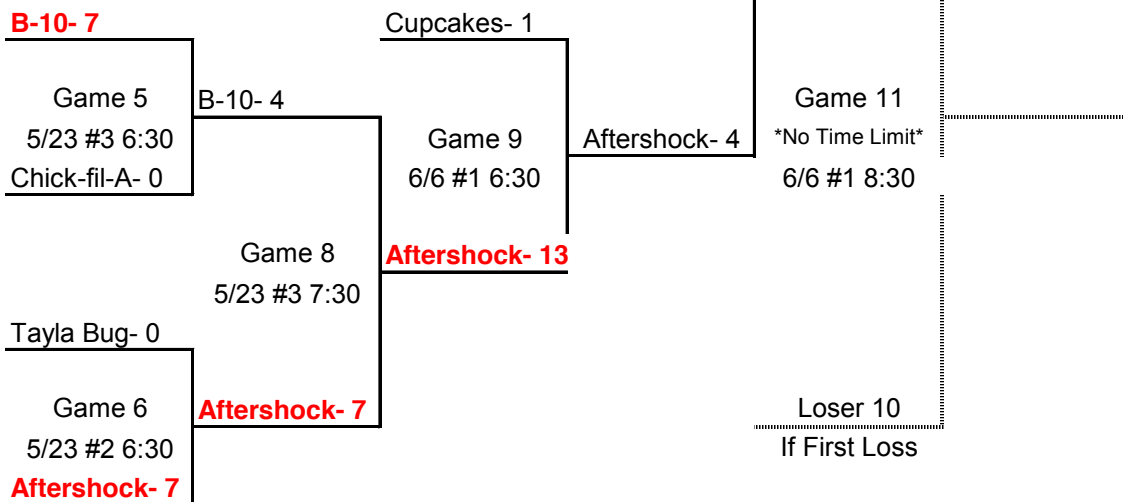 B-10- 7
Cupcakes- 1
Game 5
B-10- 4
Game 11
5/23 #3 6:30
Game 9
Aftershock- 4
*No Time Limit*
Chick-fil-A- 0
6/6 #1 6:30
6/6 #1 8:30
Game 8
Aftershock- 13
5/23 #3 7:30
Tayla Bug- 0
Game 6
Aftershock- 7
Loser 10
5/23 #2 6:30
If First Loss
Aftershock- 7